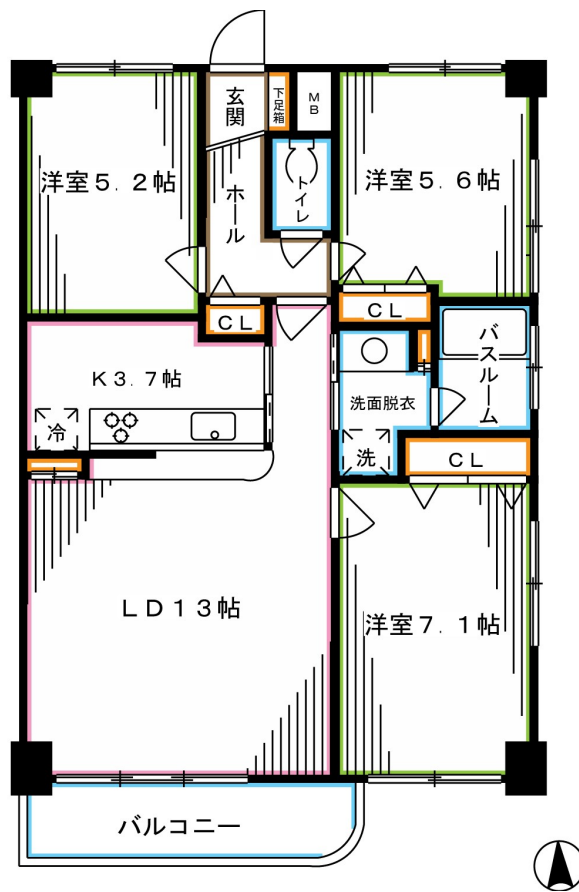 玄関
下足箱
MB
洋室5.2帖
ホール
トイレ
洋室5.6帖
CL
CL
K3.7帖
冷
洗面脱衣
洗
バスルーム
CL
LD13帖
洋室7.1帖
バルコニー